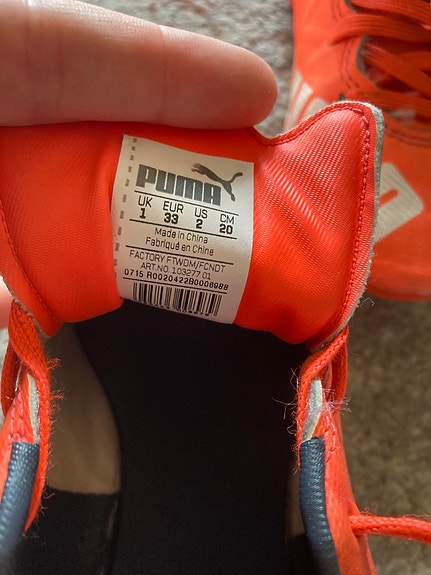 PUMA
UK EUR US CM
1 33 2 20
Made in China
Fabriqué en Chine
FACTORY FTWDM/FCNDT
ART.NO. 103277 01
0715 R0020422B0006988